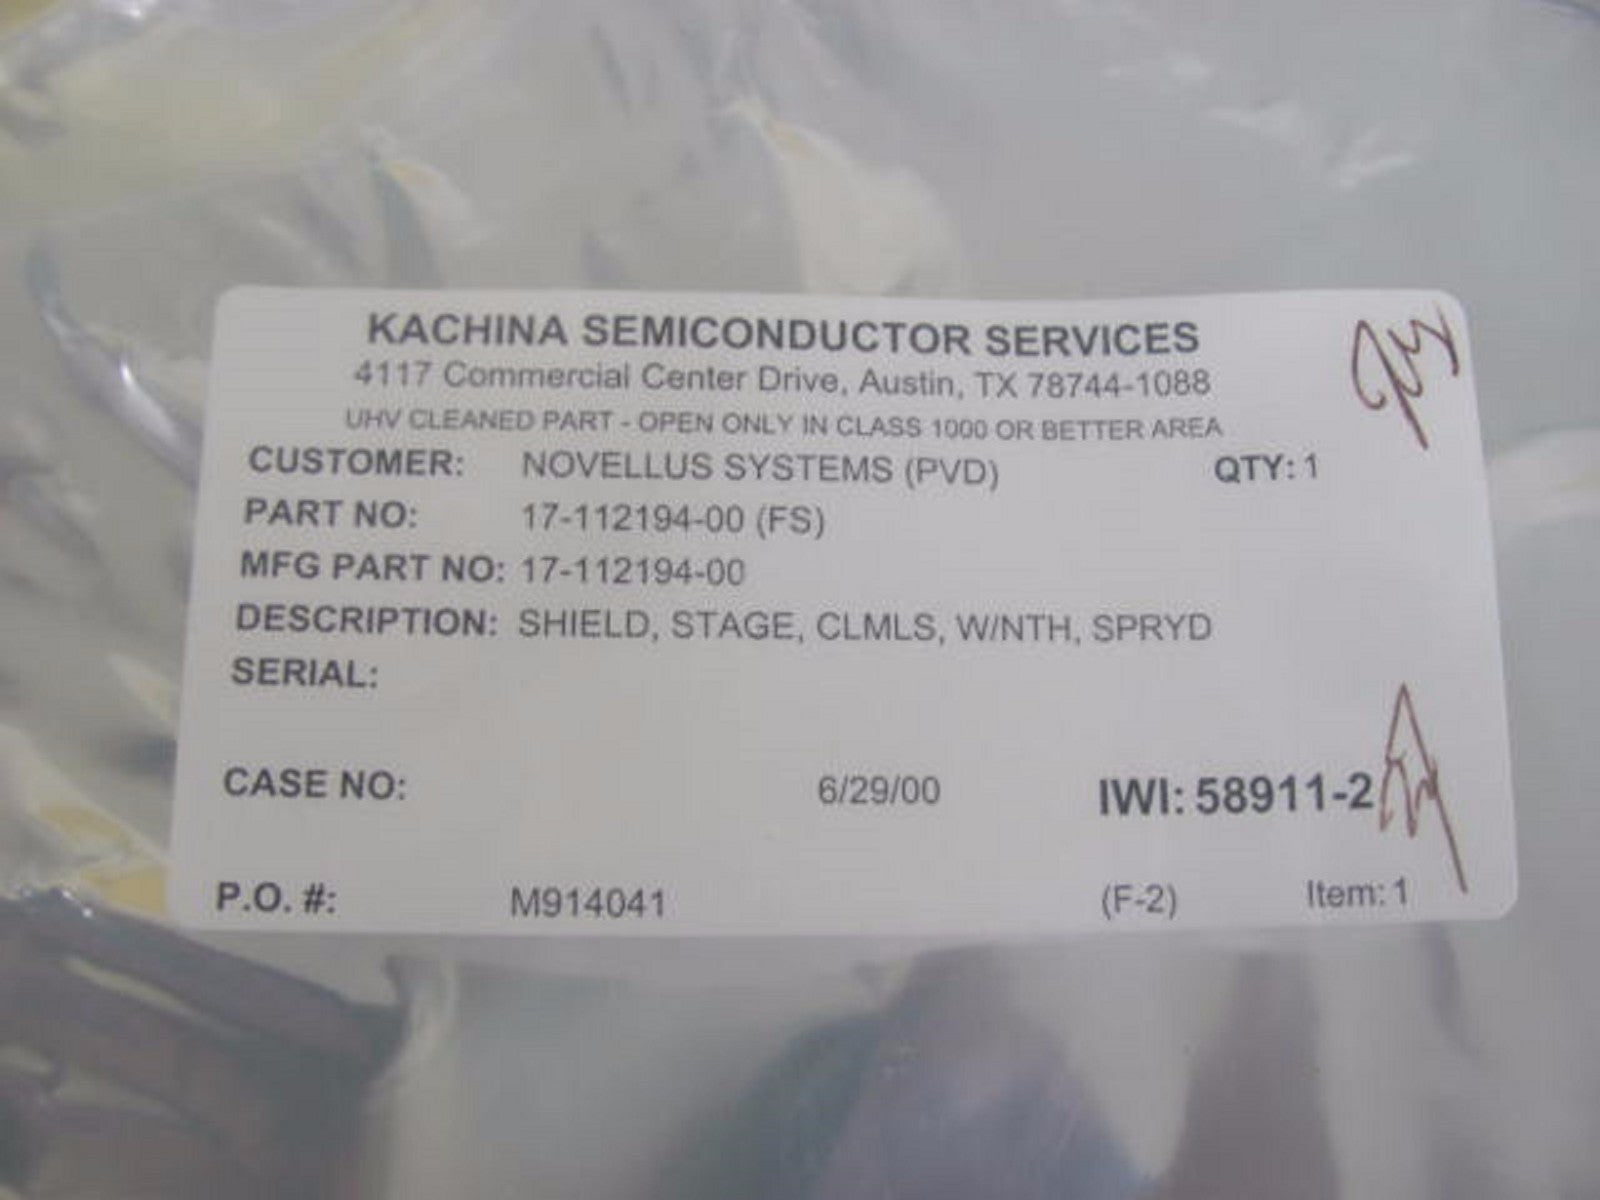 KACHINA SEMICONDUCTOR SERVICES
4117 Commercial Center Drive, Austin, TX 78744-1088
UHV CLEANED PART - OPEN ONLY IN CLASS 1000 OR BETTER AREA
CUSTOMER: NOVELLUS SYSTEMS (PVD) QTY: 1
PART NO: 17-112194-00 (FS)
MFG PART NO: 17-112194-00
DESCRIPTION: SHIELD, STAGE, CLMLS, W/NTH, SPRYD
SERIAL:
CASE NO: 6/29/00 IWI: 58911-2
P.O. #: M914041 (F-2) Item: 1